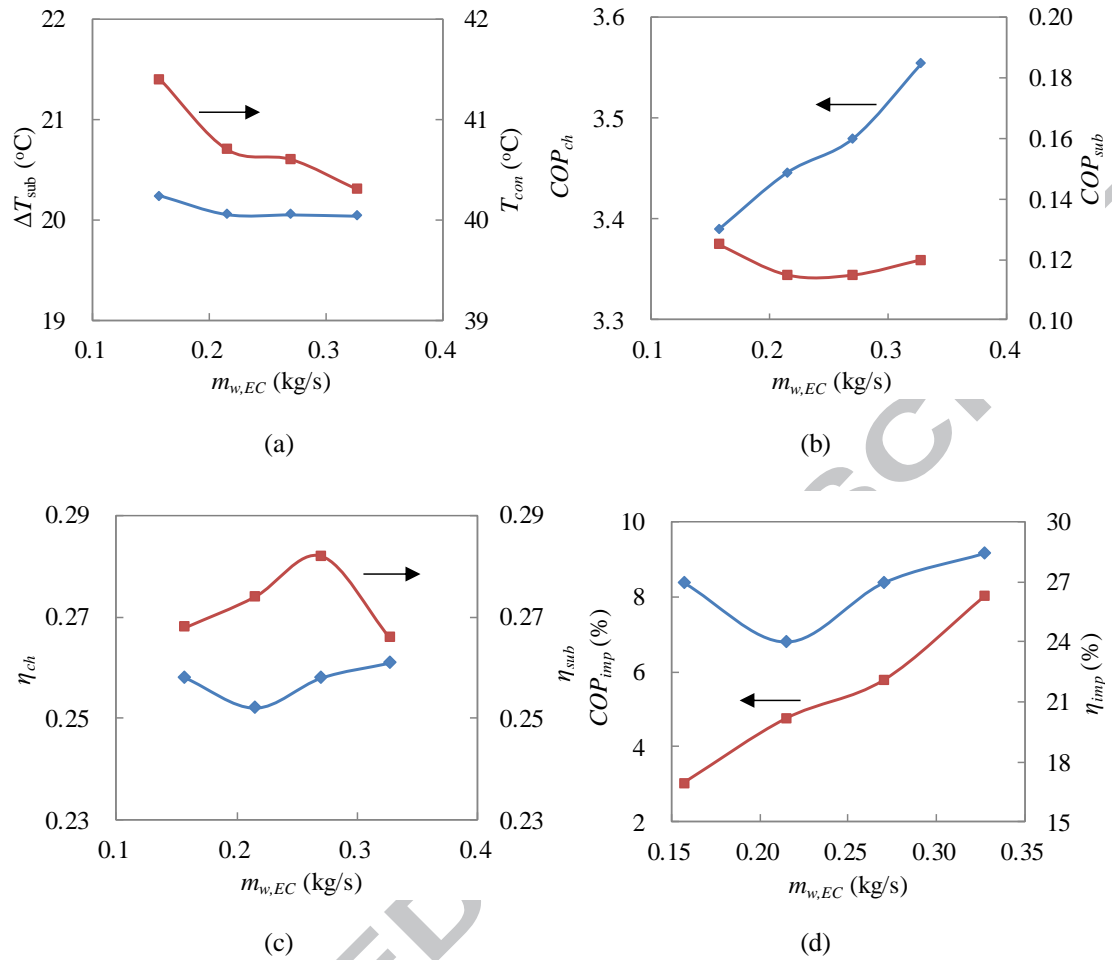 22
21
20
19
ΔTsub (°C)
42
41
40
39
Tcon (°C)
0.1 0.2 0.3 0.4
mw,EC (kg/s)
(a)
3.6
3.5
3.4
3.3
COPch
0.20
0.18
0.16
0.14
0.12
0.10
COPsub
0.1 0.2 0.3 0.4
mw,EC (kg/s)
(b)
0.29
0.27
0.25
0.23
ηch
0.29
0.27
0.25
0.23
ηsub
0.1 0.2 0.3 0.4
mw,EC (kg/s)
(c)
10
8
6
4
2
COPimp (%)
30
27
24
21
18
15
ηimp (%)
0.15 0.20 0.25 0.30 0.35
mw,EC (kg/s)
(d)